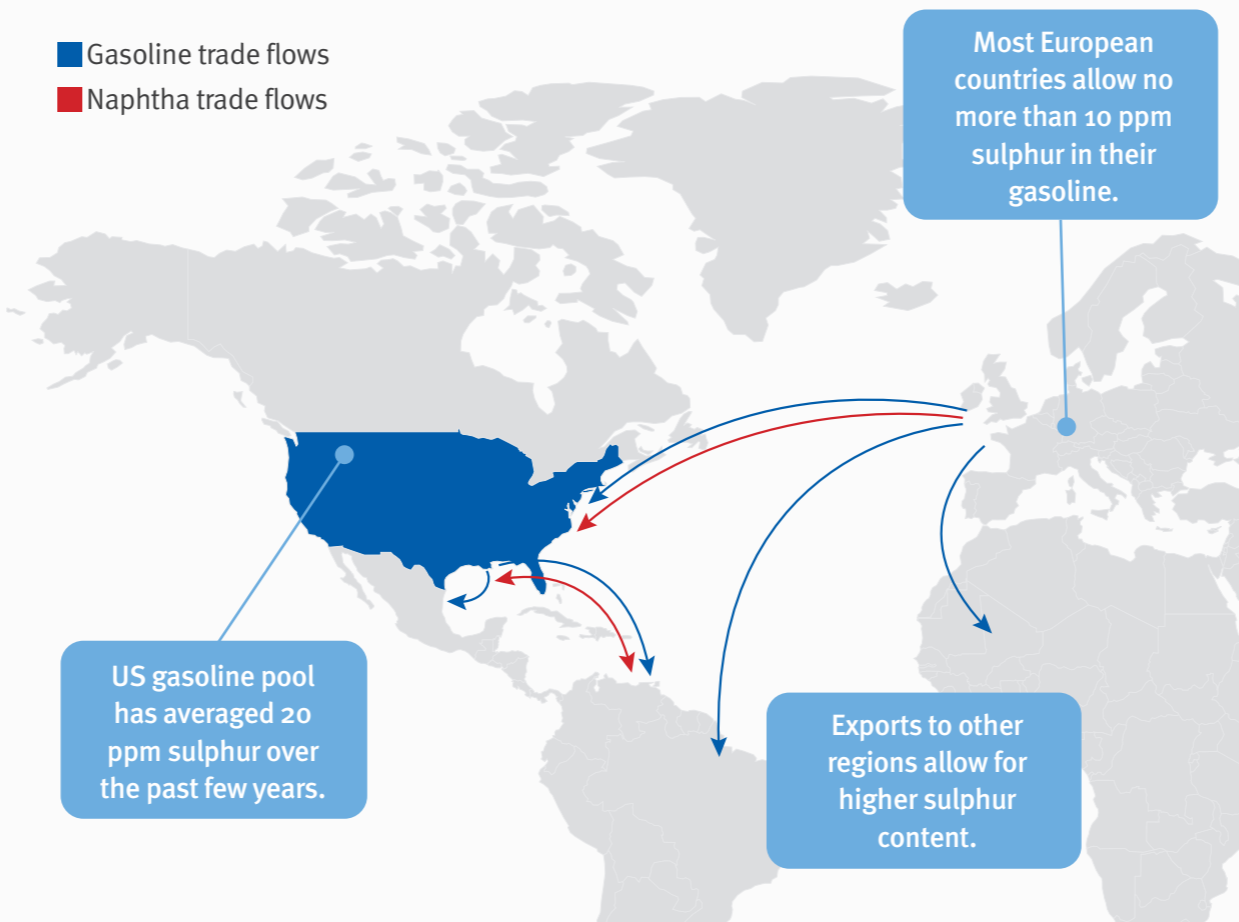 Gasoline trade flows
Naphtha trade flows
Most European
countries allow no
more than 10 ppm
sulphur in their
gasoline.
US gasoline pool
has averaged 20
ppm sulphur over
the past few years.
Exports to other
regions allow for
higher sulphur
content.